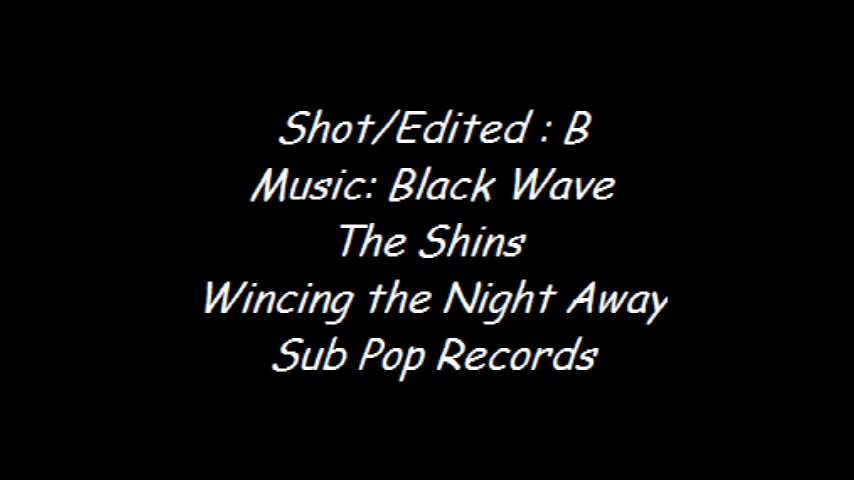 Shot/Edited : B
Music: Black Wave
The Shins
Wincing the Night Away
Sub Pop Records